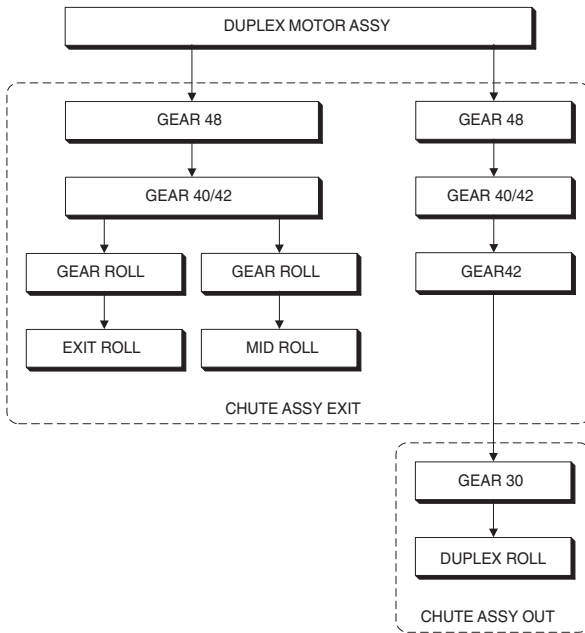 DUPLEX MOTOR ASSY
GEAR 48
GEAR 48
GEAR 40/42
GEAR 40/42
GEAR ROLL
GEAR ROLL
GEAR42
EXIT ROLL
MID ROLL
CHUTE ASSY EXIT
GEAR 30
DUPLEX ROLL
CHUTE ASSY OUT